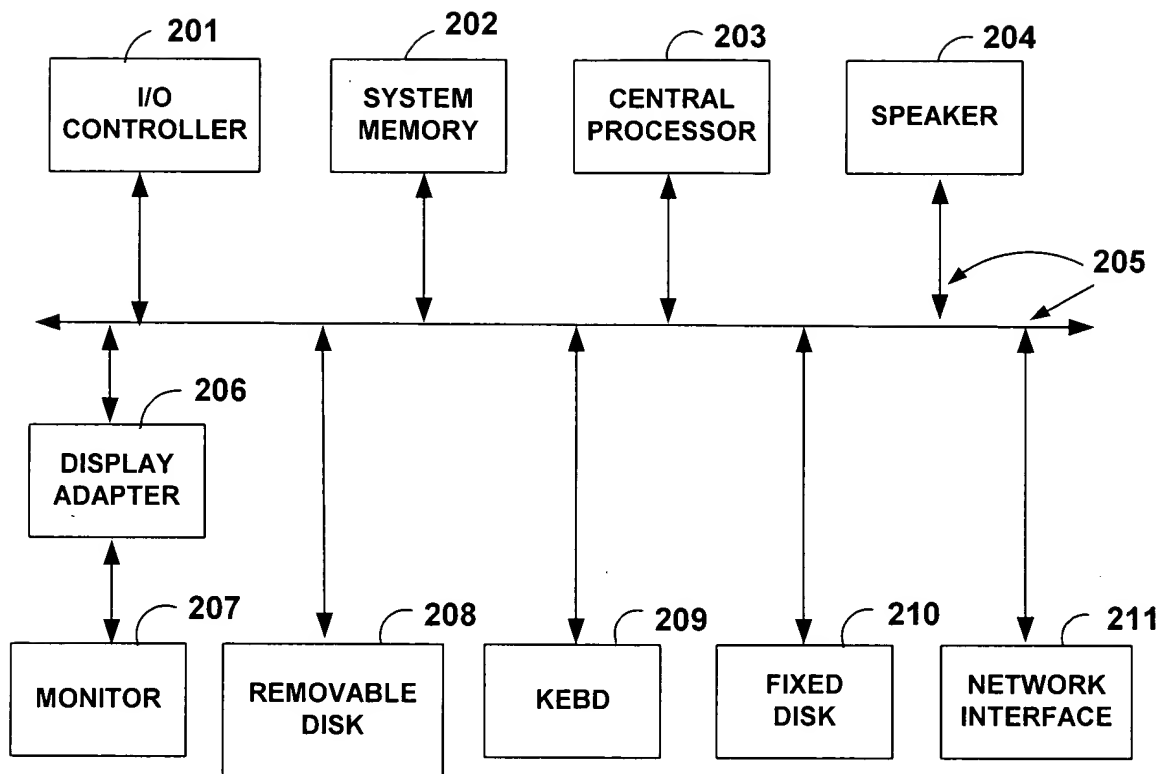 201
202
203
204
I/O
CONTROLLER
SYSTEM
MEMORY
CENTRAL
PROCESSOR
SPEAKER
205
206
DISPLAY
ADAPTER
207
208
209
210
211
MONITOR
REMOVABLE
DISK
KEBD
FIXED
DISK
NETWORK
INTERFACE